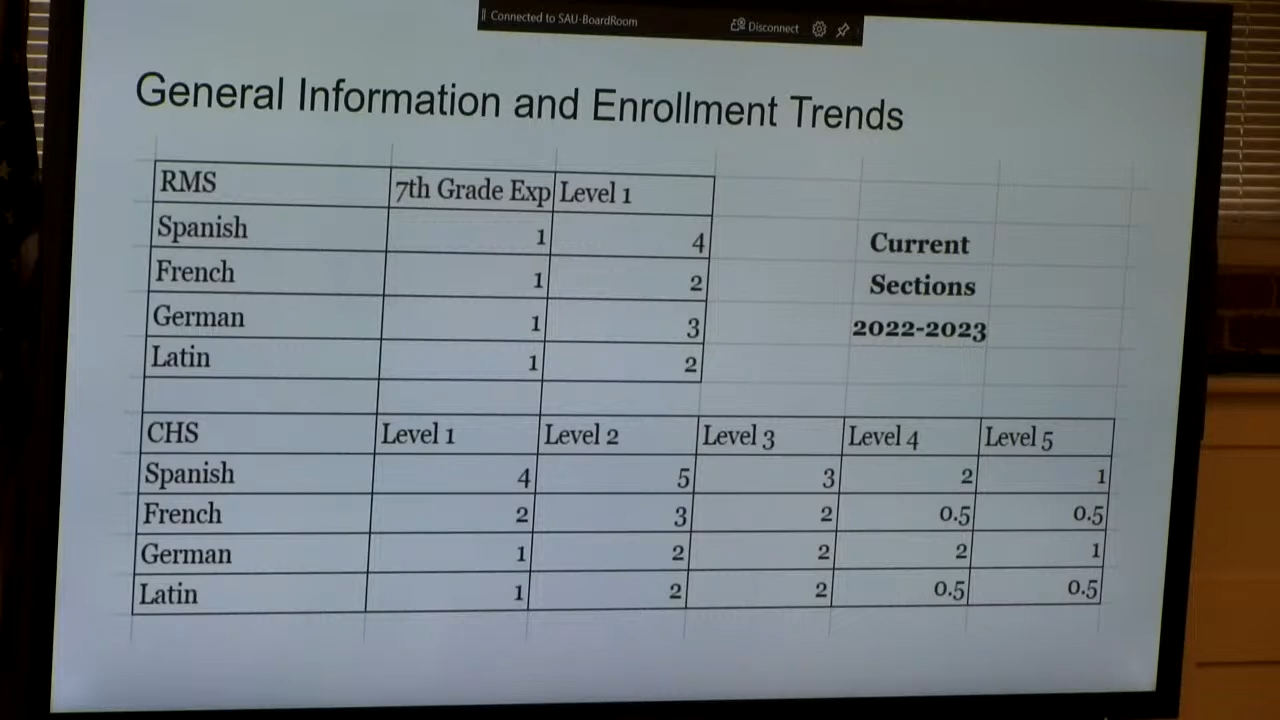 Connected to SAU-BoardRoom Disconnect
General Information and Enrollment Trends
RMS 7th Grade Exp Level 1
Spanish 1 4
French 1 2
German 1 3
Latin 1 2
Current
Sections
2022-2023
CHS Level 1 Level 2 Level 3 Level 4 Level 5
Spanish 4 5 3 2 1
French 2 3 2 0.5 0.5
German 1 2 2 2 1
Latin 1 2 2 0.5 0.5